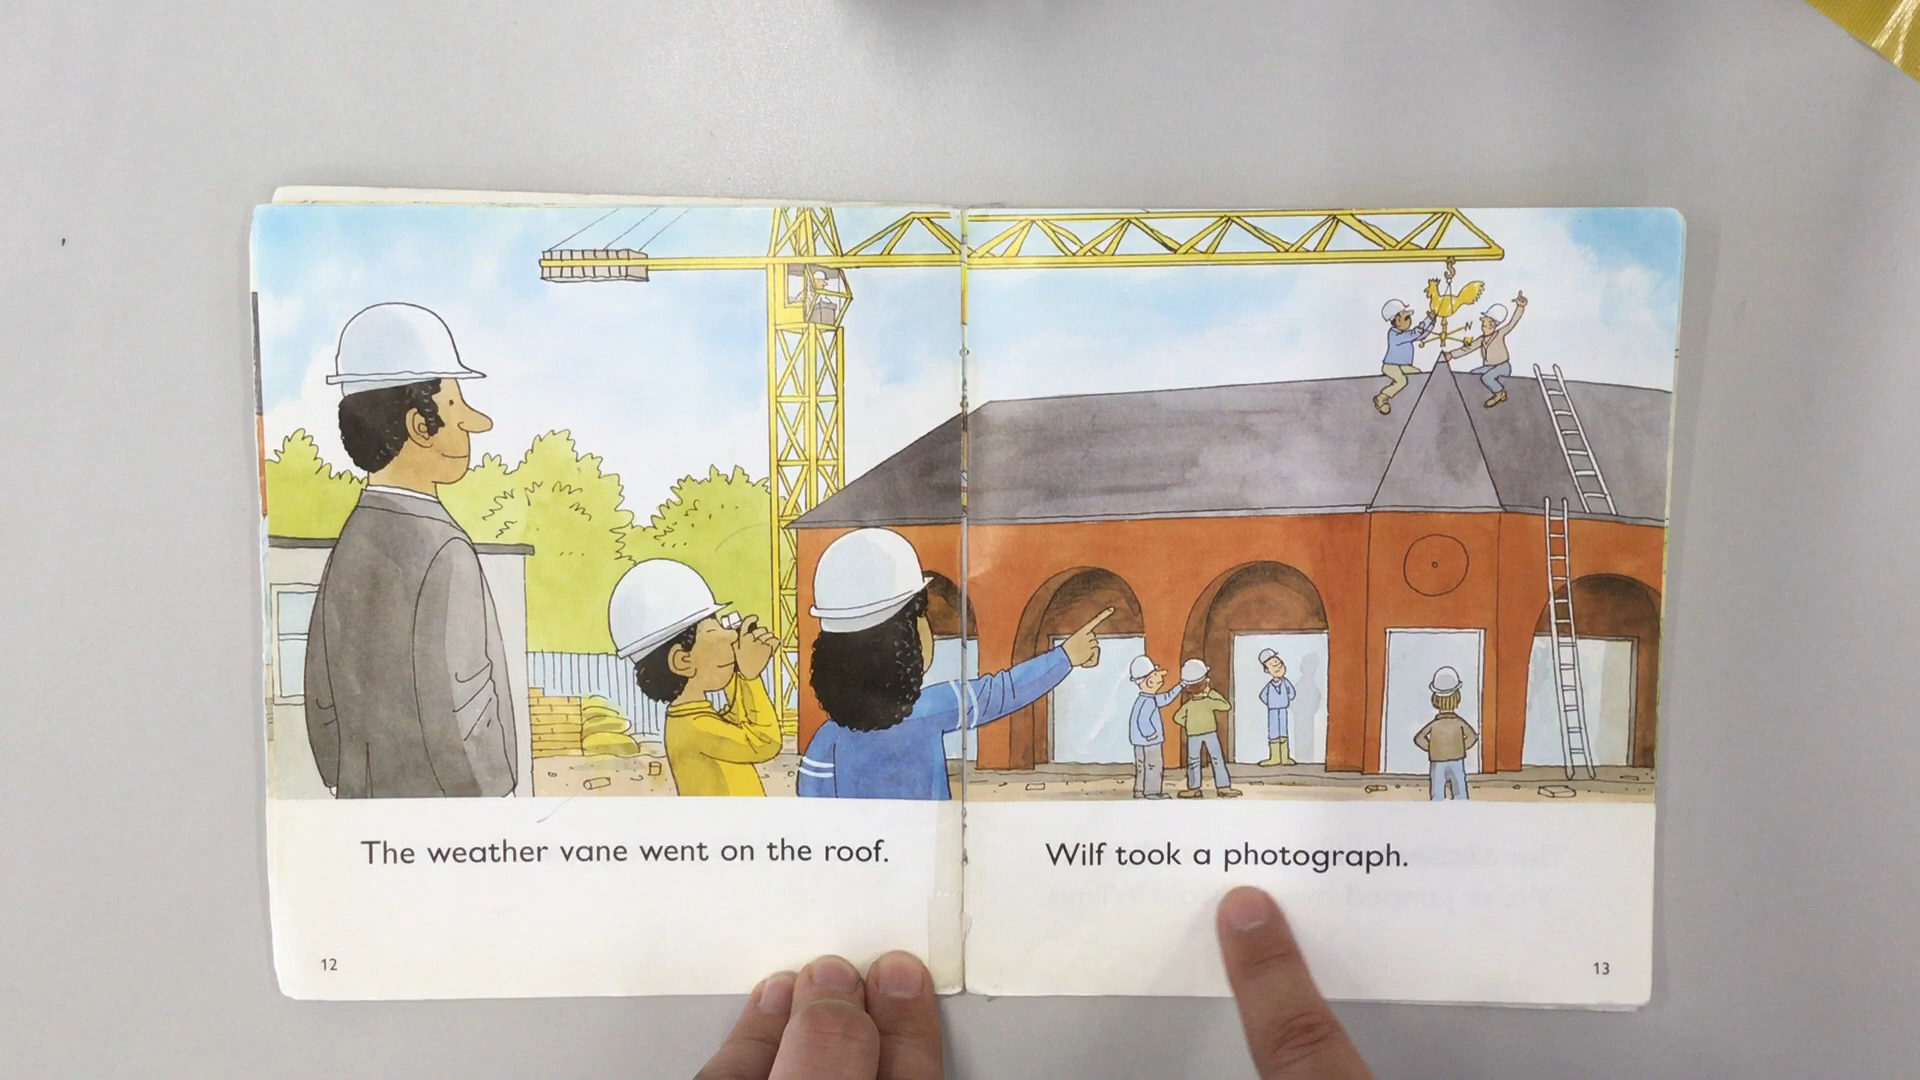 The weather vane went on the roof.
12
Wilf took a photograph.
13
N